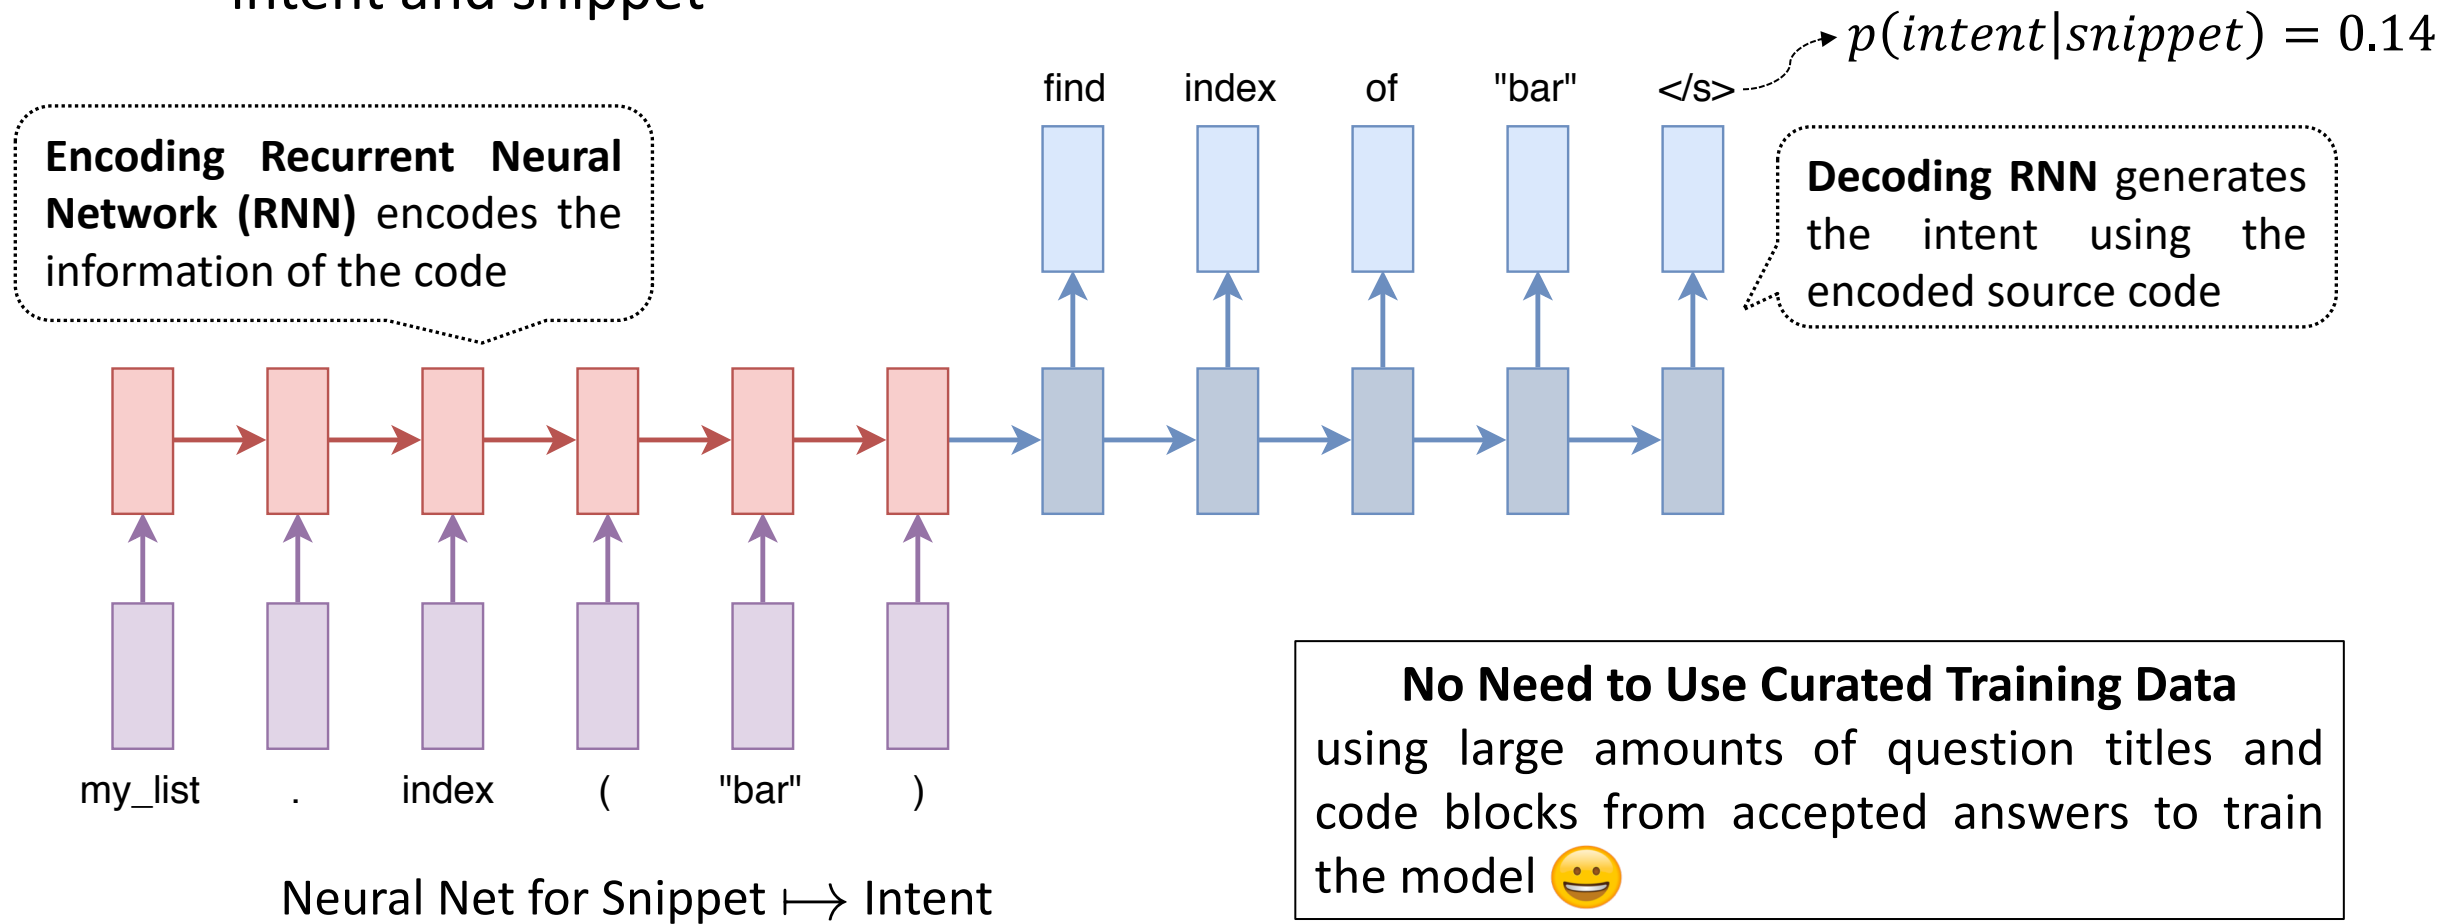 intent and snippet
p(intent|snippet) = 0.14
find index of "bar" </s>
Encoding Recurrent Neural
Network (RNN) encodes the
information of the code
Decoding RNN generates
the intent using the
encoded source code
my_list . index ( "bar" )
Neural Net for Snippet ⟼ Intent
No Need to Use Curated Training Data
using large amounts of question titles and
code blocks from accepted answers to train
the model 😀